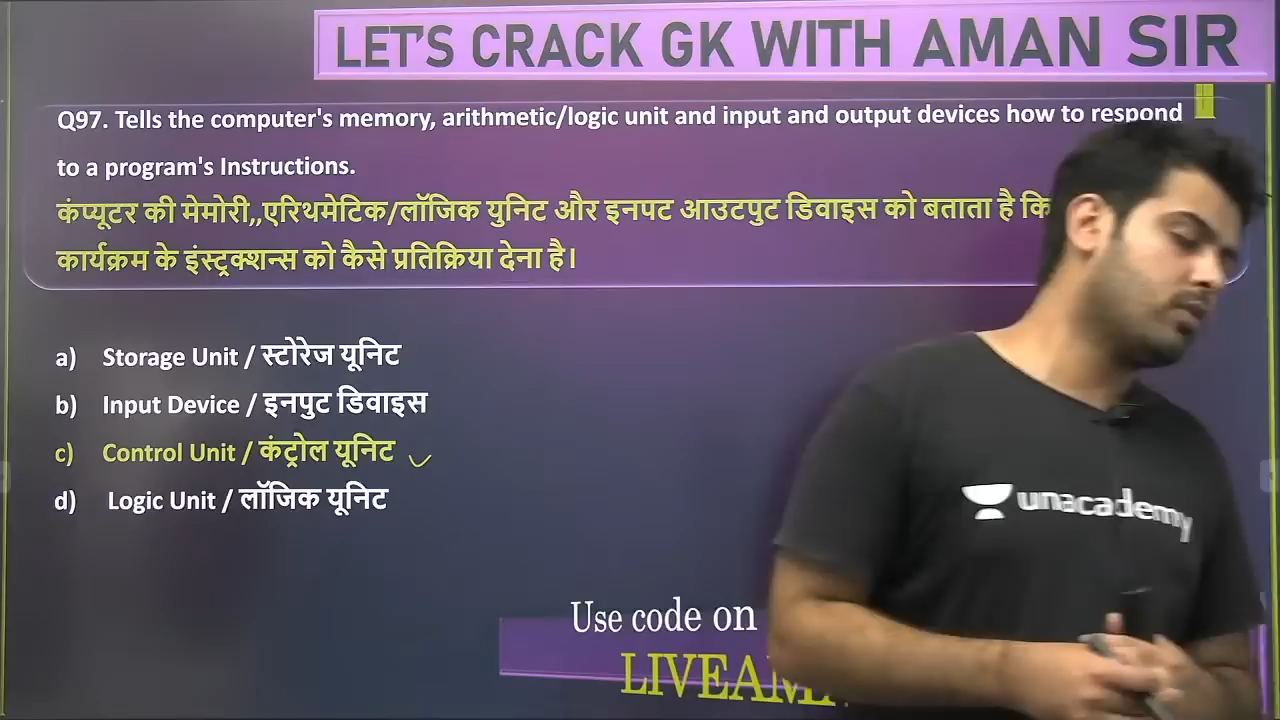 LET'S CRACK GK WITH AMAN SIR
Q97. Tells the computer's memory, arithmetic/logic unit and input and output devices how to respond
to a program's Instructions.
कंप्यूटर की मेमोरी,,एरिथमेटिक/लॉजिक युनिट और इनपट आउटपुट डिवाइस को बताता है कि
कार्यक्रम के इंस्ट्रक्शन्स को कैसे प्रतिक्रिया देना है।
a) Storage Unit / स्टोरेज यूनिट
b) Input Device / इनपुट डिवाइस
c) Control Unit / कंट्रोल यूनिट
d) Logic Unit / लॉजिक यूनिट
unacademy
Use code on